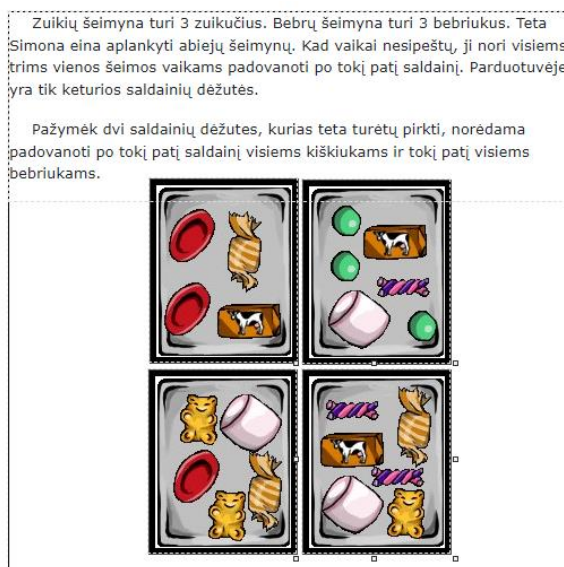 Zuikių šeimyna turi 3 zuikučius. Bebrų šeimyna turi 3 bebriukus. Teta
Simona eina aplankyti abiejų šeimynų. Kad vaikai nesipeštų, ji nori visiems
trims vienos šeimos vaikams padovanoti po tokį patį saldainį. Parduotuvėje
yra tik keturios saldainių dėžutės.
Pažymėk dvi saldainių dėžutes, kurias teta turėtų pirkti, norėdama
padovanoti po tokį patį saldainį visiems kiškiukams ir tokį patį visiems
bebriukams.